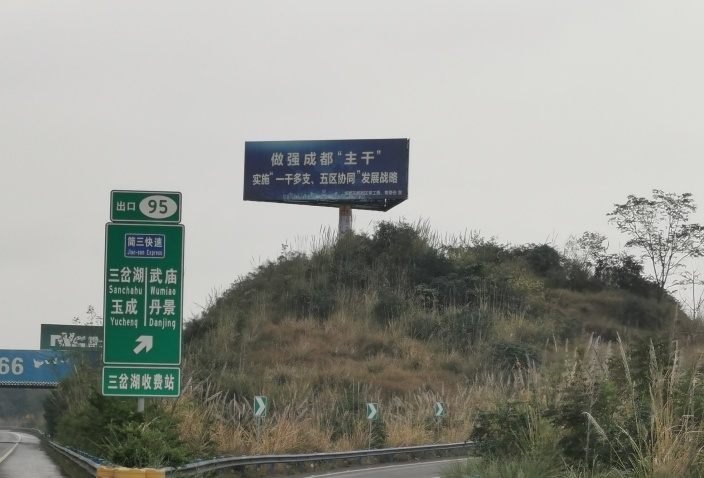 做强成都"主干"
实施"一干多支、五区协同"发展战略
出口 95
简三快速
Jian-san Express
三岔湖 武庙
Sanchahu Wumiao
玉成 丹景
Yucheng Danjing
三岔湖收费站
66